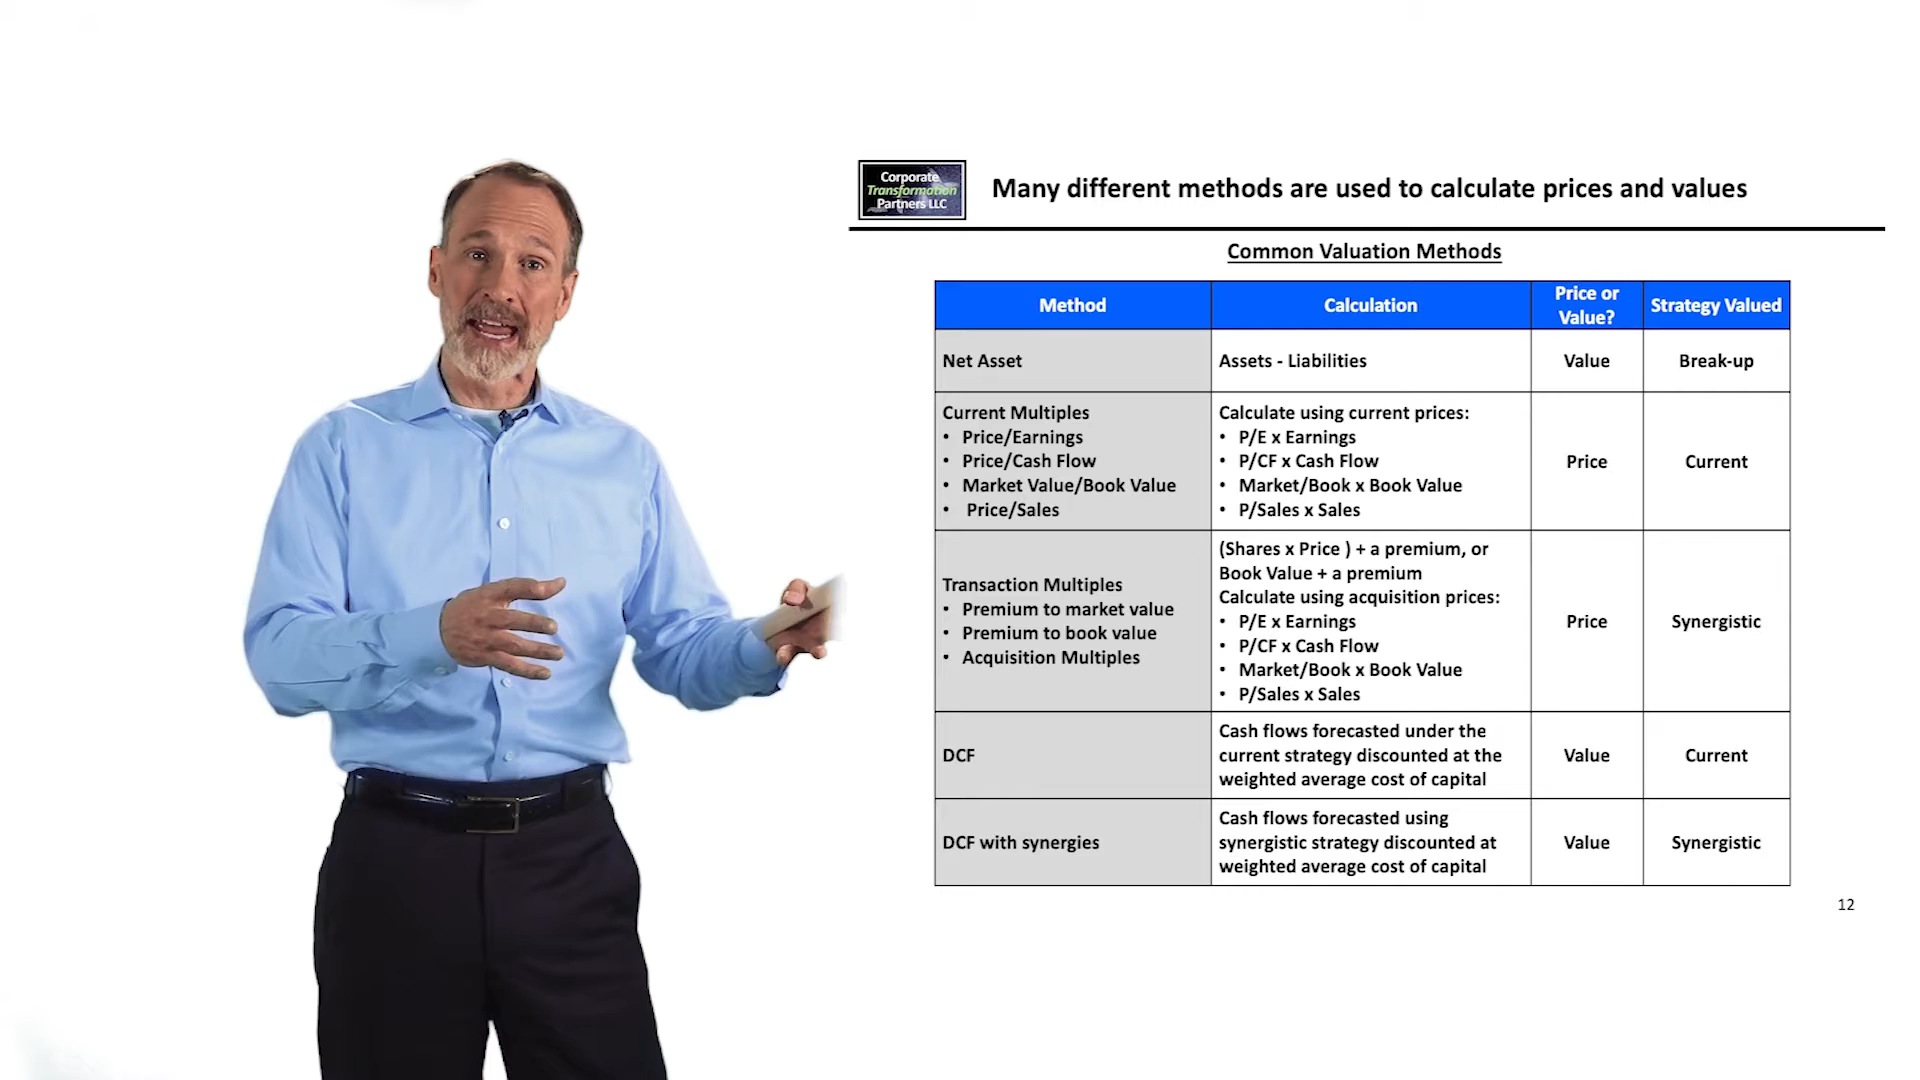 Corporate
Transformation
Partners LLC
Many different methods are used to calculate prices and values
Common Valuation Methods
Method
Calculation
Price or
Value?
Strategy Valued
Net Asset
Assets - Liabilities
Value
Break-up
Current Multiples
• Price/Earnings
• Price/Cash Flow
• Market Value/Book Value
• Price/Sales
Calculate using current prices:
• P/E x Earnings
• P/CF x Cash Flow
• Market/Book x Book Value
• P/Sales x Sales
Price
Current
Transaction Multiples
• Premium to market value
• Premium to book value
• Acquisition Multiples
(Shares x Price ) + a premium, or
Book Value + a premium
Calculate using acquisition prices:
• P/E x Earnings
• P/CF x Cash Flow
• Market/Book x Book Value
• P/Sales x Sales
Price
Synergistic
DCF
Cash flows forecasted under the
current strategy discounted at the
weighted average cost of capital
Value
Current
DCF with synergies
Cash flows forecasted using
synergistic strategy discounted at
weighted average cost of capital
Value
Synergistic
12